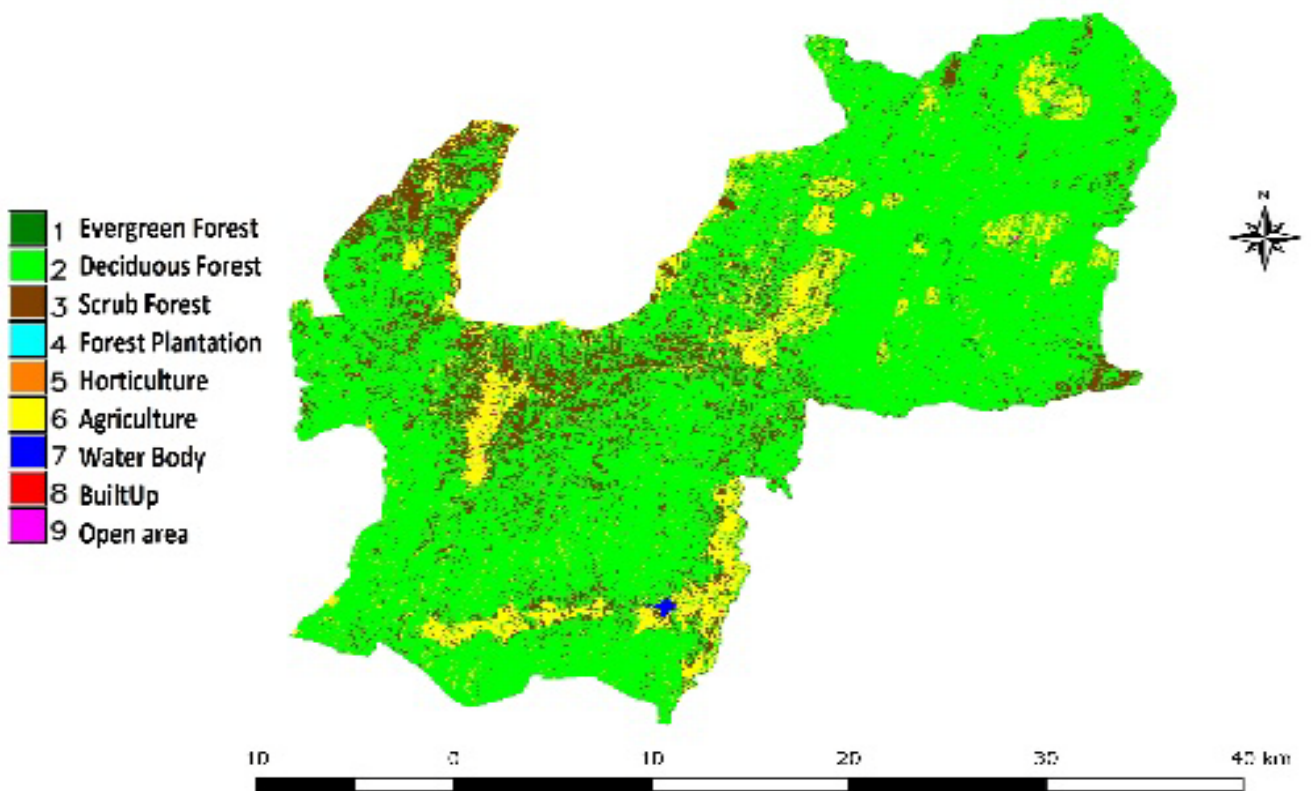 N
1 Evergreen Forest
2 Deciduous Forest
3 Scrub Forest
4 Forest Plantation
5 Horticulture
6 Agriculture
7 Water Body
8 BuiltUp
9 Open area
10 0 10 20 30 40 km